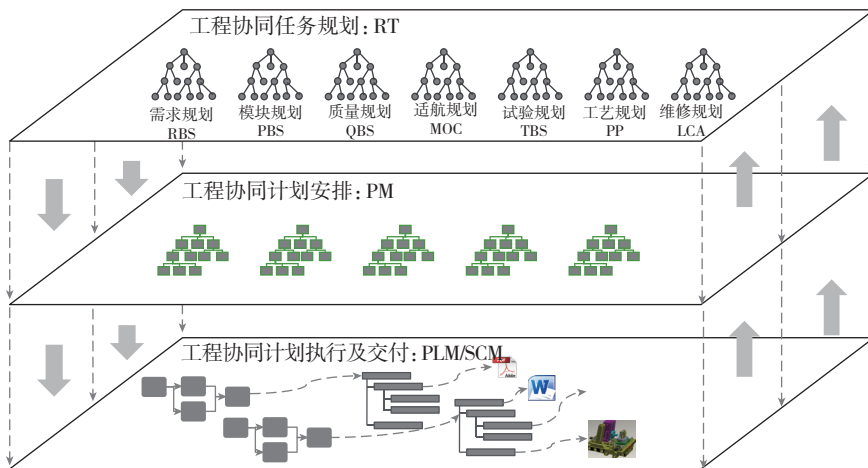 工程协同任务规划: RT
需求规划 模块规划 质量规划 适航规划 试验规划 工艺规划 维修规划
RBS PBS QBS MOC TBS PP LCA
工程协同计划安排: PM
工程协同计划执行及交付: PLM/SCM
Adobe
W